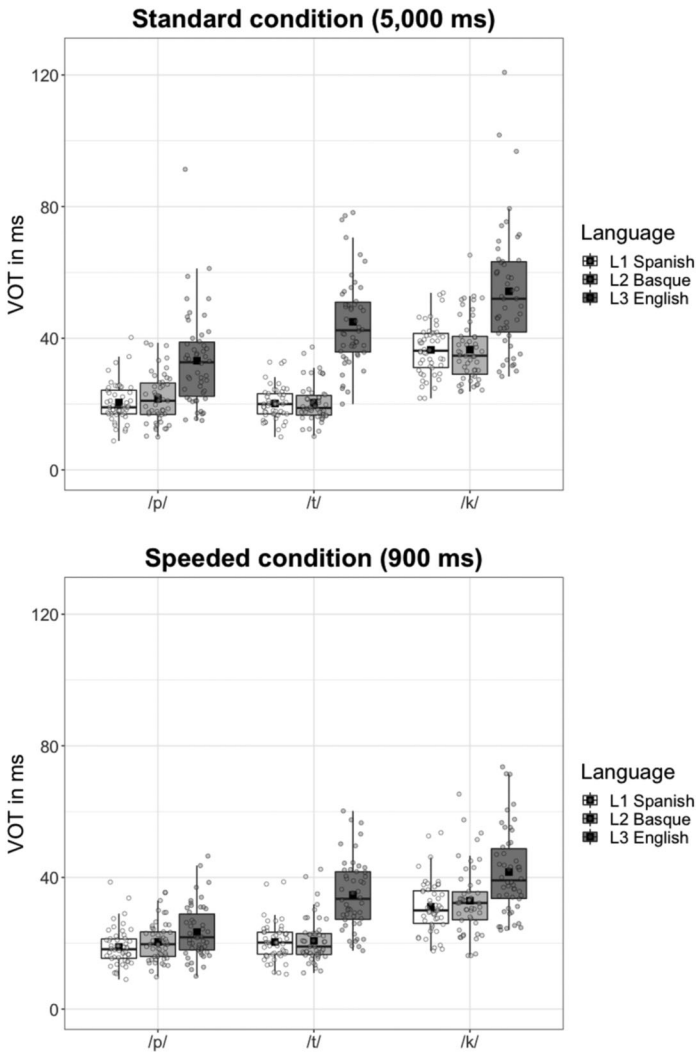 Standard condition (5,000 ms)
120
80
40
0
VOT in ms
/p/ /t/ /k/
Language
L1 Spanish
L2 Basque
L3 English
Speeded condition (900 ms)
120
80
40
0
VOT in ms
/p/ /t/ /k/
Language
L1 Spanish
L2 Basque
L3 English